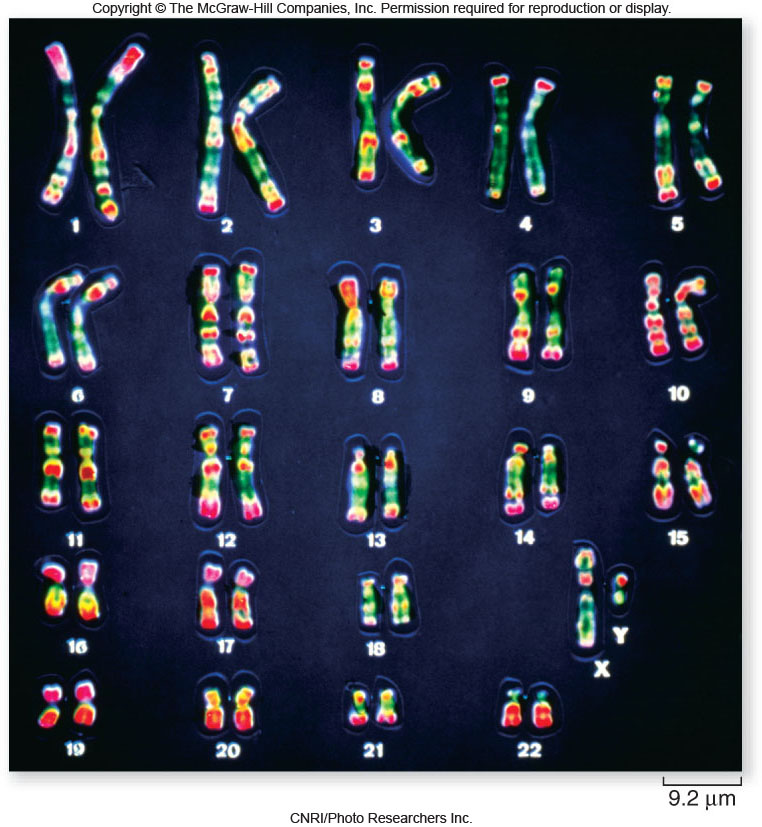 Copyright © The McGraw-Hill Companies, Inc. Permission required for reproduction or display.
1 2 3 4 5
6 7 8 9 10
11 12 13 14 15
16 17 18 Y
X
19 20 21 22
9.2 μm
CNRI/Photo Researchers Inc.